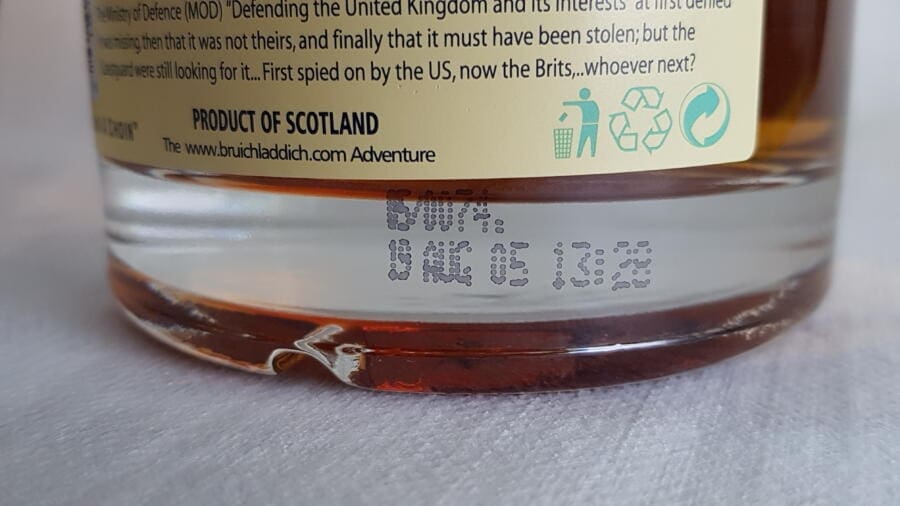 The Ministry of Defence (MOD) "Defending the United Kingdom and its Interests" at first denied
it was missing, then that it was not theirs, and finally that it must have been stolen; but the
Coastguard were still looking for it... First spied on by the US, now the Brits,..whoever next?
CHOIN"
PRODUCT OF SCOTLAND
The www.bruichladdich.com Adventure
AUG 05 13:28